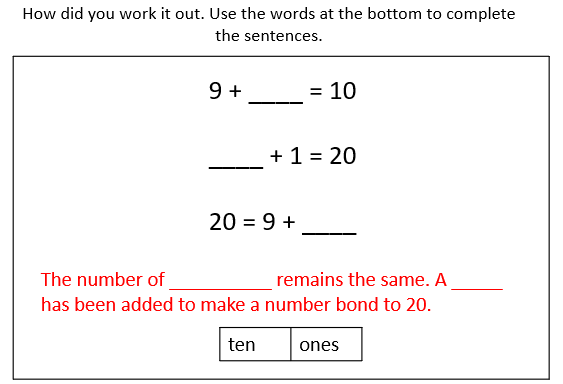 How did you work it out. Use the words at the bottom to complete
the sentences.
9 + ____ = 10
____ + 1 = 20
20 = 9 + ____
The number of __________ remains the same. A _____
has been added to make a number bond to 20.
ten ones